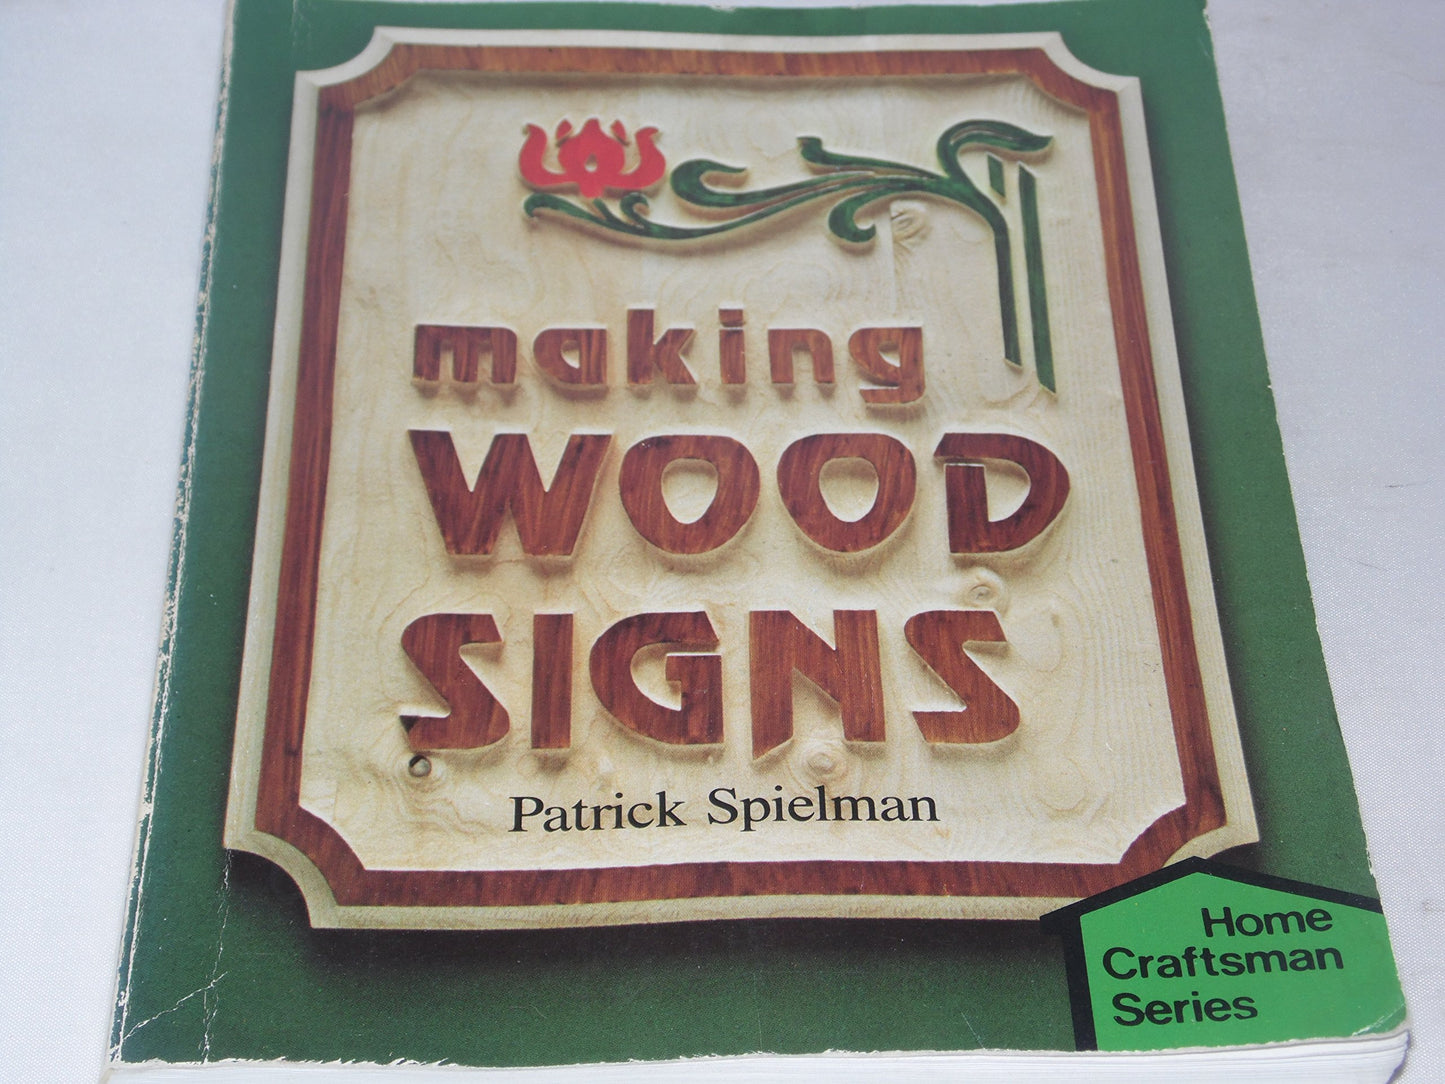 making
WOOD
SIGNS
Patrick Spielman
Home
Craftsman
Series